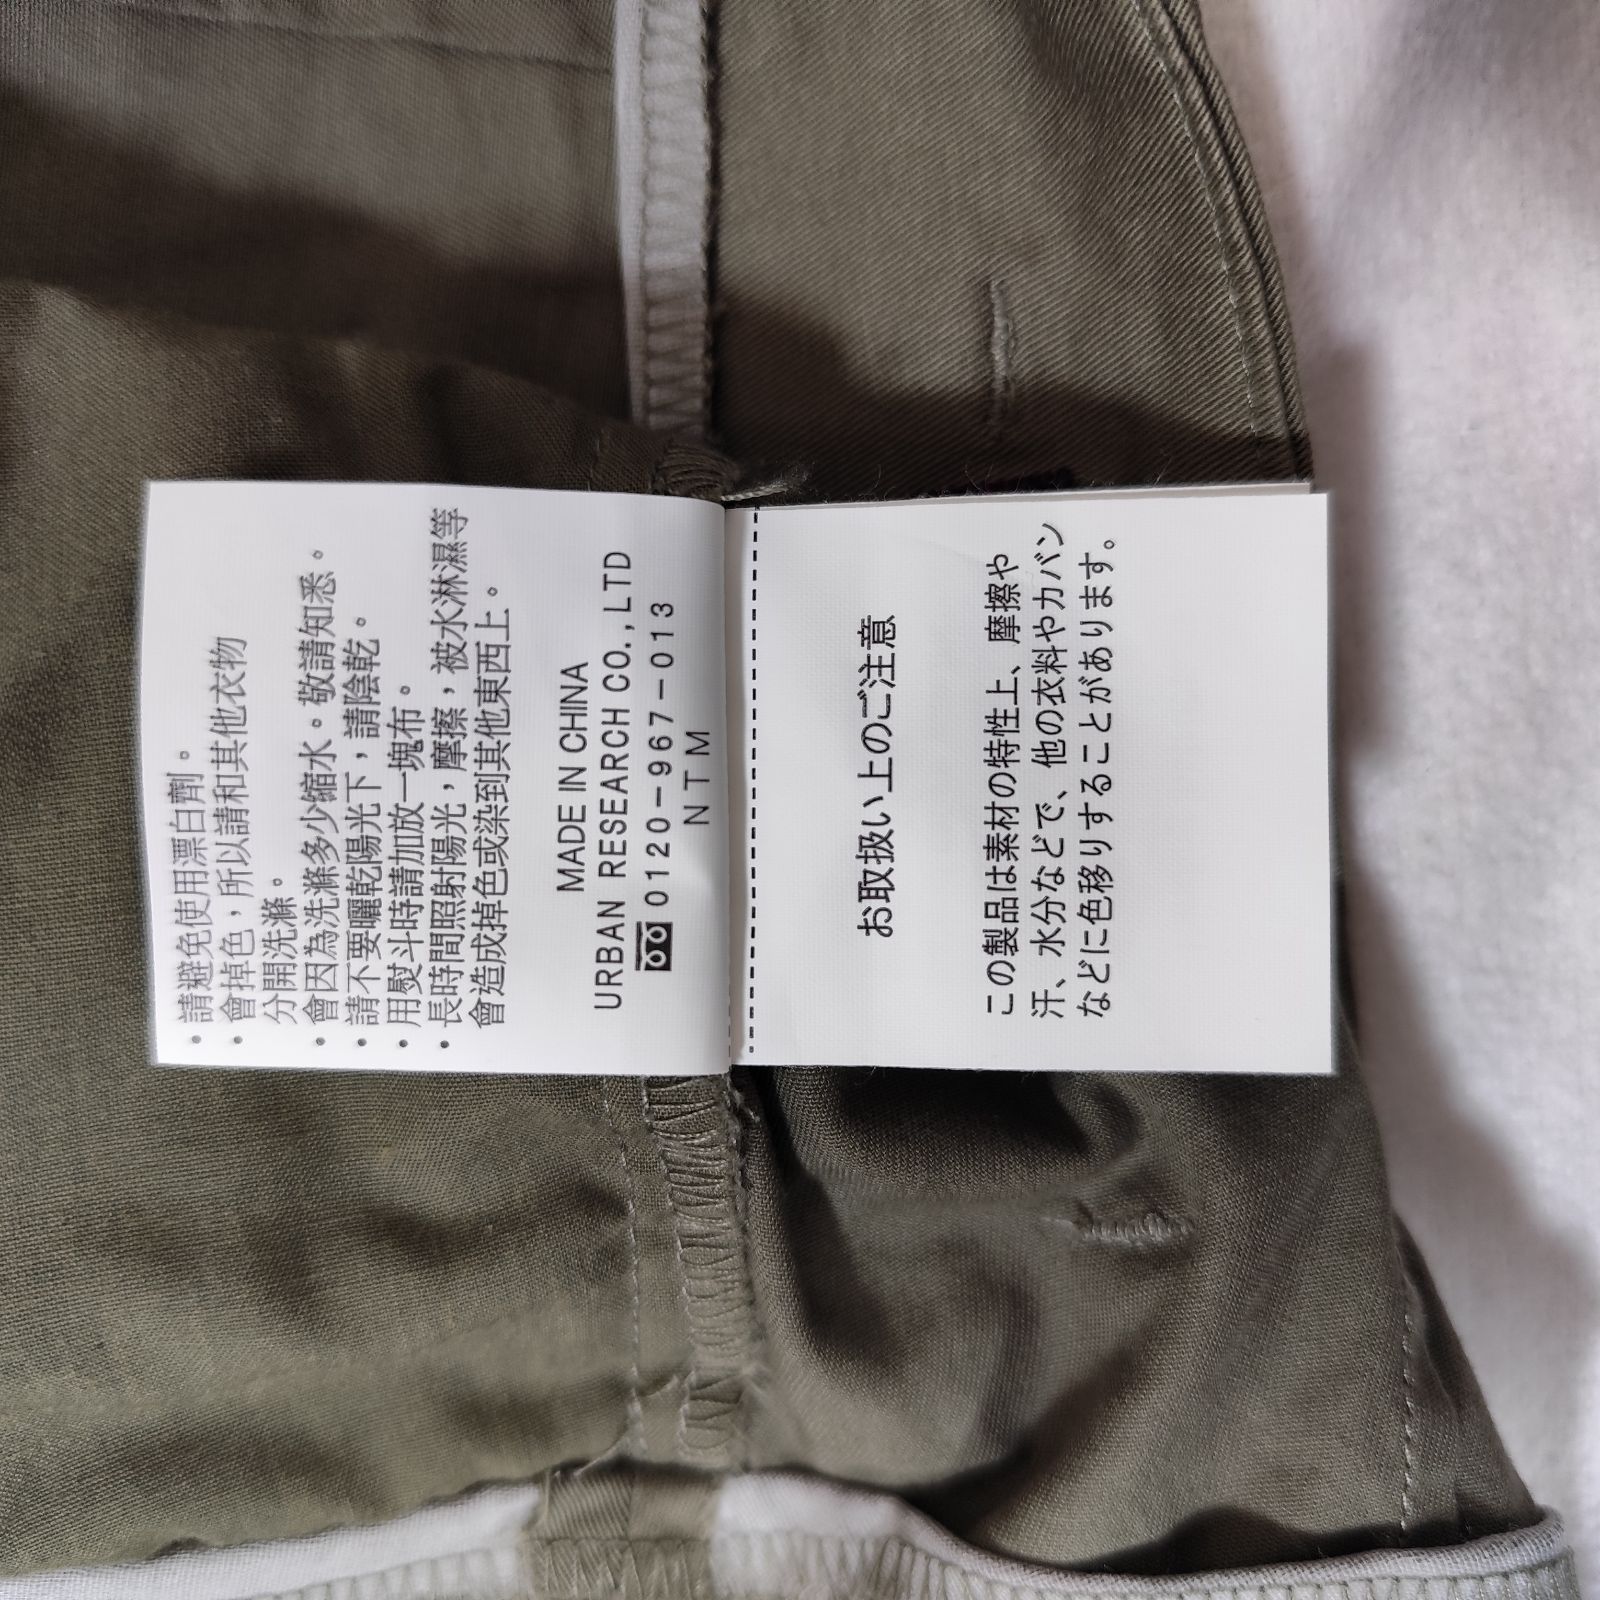 ・請避免使用漂白劑。
・會掉色，所以請和其他衣物
分開洗滌。
・會因為洗滌多少縮水。敬請知悉。
・請不要曬乾陽光下，請陰乾。
・用熨斗時請加放一塊布。
・長時間照射陽光，摩擦，被水淋濕等
會造成掉色或染到其他東西上。
MADE IN CHINA
URBAN RESEARCH CO.,LTD
0120-967-013
NTM
お取扱い上のご注意
この製品は素材の特性上、摩擦や
汗、水分などで、他の衣料やカバン
などに色移りすることがあります。